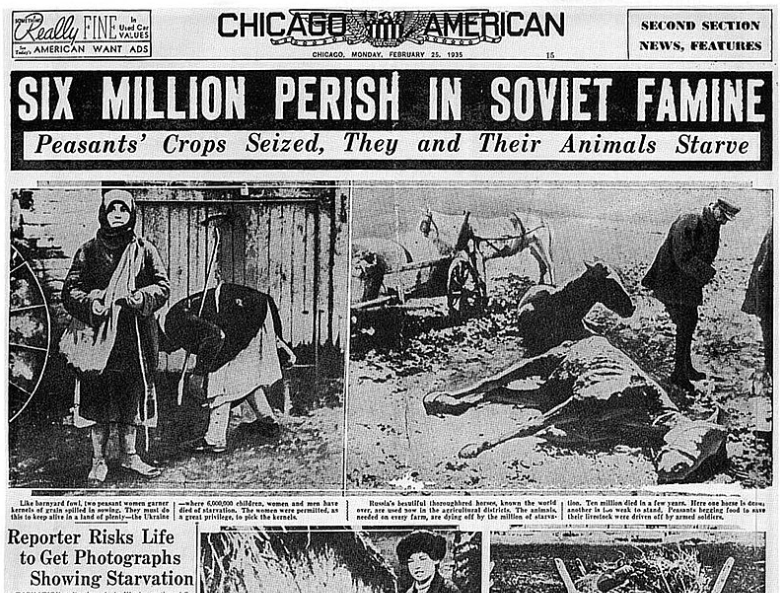 SOMETHING
Really FINE in Used Car VALUES
See Today's AMERICAN WANT ADS
CHICAGO AMERICAN
CHICAGO, MONDAY, FEBRUARY 25, 1935
15
SECOND SECTION
NEWS, FEATURES
SIX MILLION PERISH IN SOVIET FAMINE
Peasants' Crops Seized, They and Their Animals Starve
Like barnyard fowl, two peasant women garner
kernels of grain spilled in sowing. They must do
this to keep alive in a land of plenty—the Ukraine
—where 6,000,000 children, women and men have
died of starvation. The women were permitted, as
a great privilege, to pick the kernels.
Russia's beautiful thoroughbred horses, known the world
over, are used now in the agricultural districts. The animals,
needed on every farm, are dying off by the million of starva-
tion. Ten million died in a few years. Here one horse is dead;
another is too weak to stand. Peasants begging food to save
their livestock were driven off by armed soldiers.
Reporter Risks Life
to Get Photographs
Showing Starvation